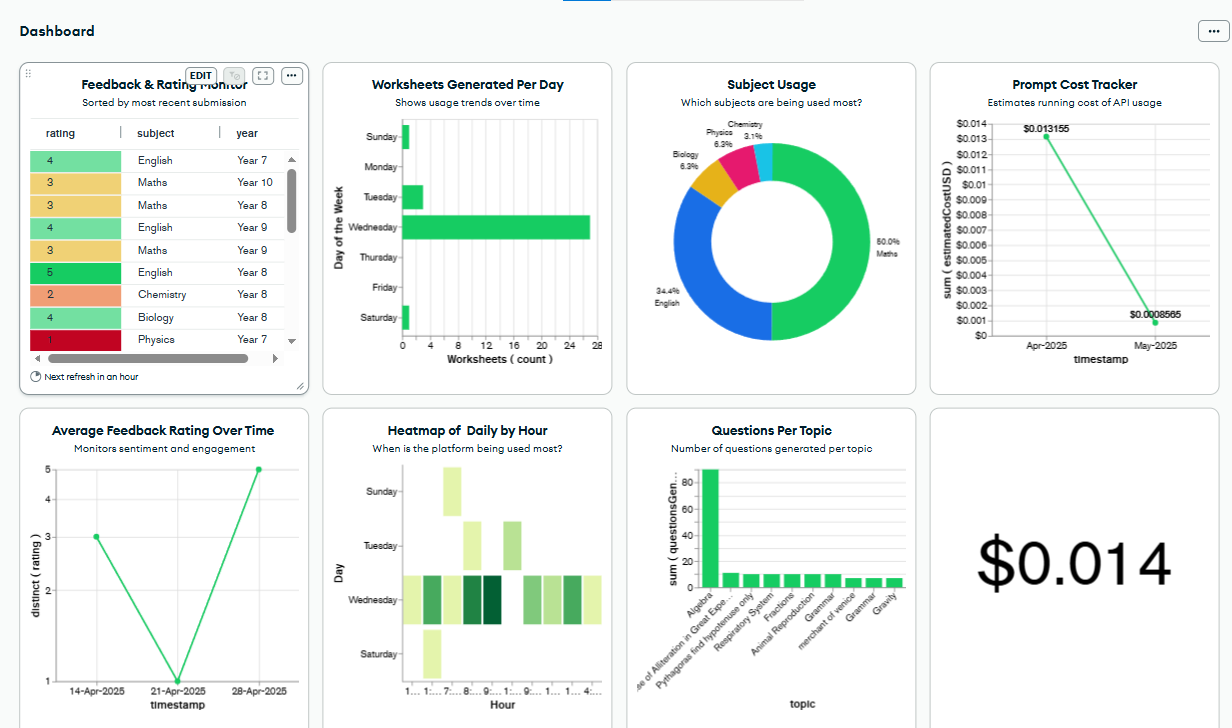 Dashboard
EDIT
Feedback & Rating Monitor
Sorted by most recent submission
rating subject year
4 English Year 7
3 Maths Year 10
3 Maths Year 8
4 English Year 9
3 Maths Year 9
5 English Year 8
2 Chemistry Year 8
4 Biology Year 8
1 Physics Year 7
Next refresh in an hour
Worksheets Generated Per Day
Shows usage trends over time
Day of the Week
Sunday
Monday
Tuesday
Wednesday
Thursday
Friday
Saturday
0 4 8 12 16 20 24 28
Worksheets ( count )
Subject Usage
Which subjects are being used most?
Chemistry
3.1%
Physics
6.3%
Biology
6.3%
50.0%
Maths
34.4%
English
Prompt Cost Tracker
Estimates running cost of API usage
sum ( estimatedCostUSD )
$0.014
$0.013
$0.012
$0.011
$0.01
$0.009
$0.008
$0.007
$0.006
$0.005
$0.004
$0.003
$0.002
$0.001
$0
$0.013155
$0.0008565
Apr-2025 May-2025
timestamp
Average Feedback Rating Over Time
Monitors sentiment and engagement
distinct ( rating )
5
4
3
2
1
14-Apr-2025 21-Apr-2025 28-Apr-2025
timestamp
Heatmap of Daily by Hour
When is the platform being used most?
Day
Sunday
Tuesday
Wednesday
Saturday
1... 1:... 7:... 8:... 9:... 1:... 9:... 1... 1... 4:...
Hour
Questions Per Topic
Number of questions generated per topic
sum ( questionsGen...
80
60
40
20
0
Algebra
of Alliteration in Great Expe...
Pythagoras find hypotenuse only
Respiratory System
Fractions
Animal Reproduction
Grammar
merchant of venice
Grammar
Gravity
topic
$0.014